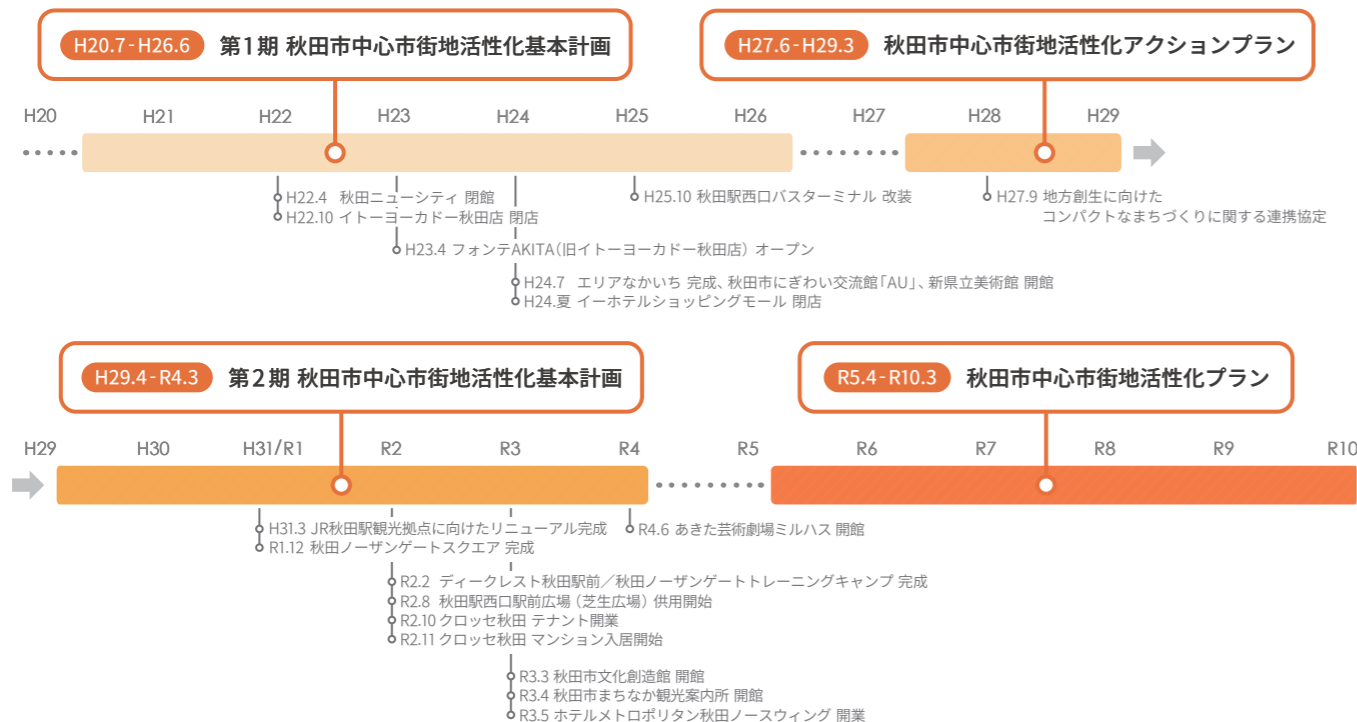 H20.7-H26.6 第1期 秋田市中心市街地活性化基本計画
H27.6-H29.3 秋田市中心市街地活性化アクションプラン
H20 H21 H22 H23 H24 H25 H26 H27 H28 H29
H22.4 秋田ニューシティ 閉館
H22.10 イトーヨーカドー秋田店 閉店
H25.10 秋田駅西口バスターミナル 改装
H27.9 地方創生に向けた
コンパクトなまちづくりに関する連携協定
H23.4 フォンテAKITA(旧イトーヨーカドー秋田店) オープン
H24.7 エリアなかいち 完成、秋田市にぎわい交流館「AU」、新県立美術館 開館
H24.夏 イーホテルショッピングモール 閉店
H29.4-R4.3 第2期 秋田市中心市街地活性化基本計画
R5.4-R10.3 秋田市中心市街地活性化プラン
H29 H30 H31/R1 R2 R3 R4 R5 R6 R7 R8 R9 R10
H31.3 JR秋田駅観光拠点に向けたリニューアル完成
R1.12 秋田ノーザンゲートスクエア 完成
R4.6 あきた芸術劇場ミルハス 開館
R2.2 ディークレスト秋田駅前／秋田ノーザンゲートトレーニングキャンプ 完成
R2.8 秋田駅西口駅前広場（芝生広場）供用開始
R2.10 クロッセ秋田 テナント開業
R2.11 クロッセ秋田 マンション入居開始
R3.3 秋田市文化創造館 開館
R3.4 秋田市まちなか観光案内所 開館
R3.5 ホテルメトロポリタン秋田ノースウィング 開業